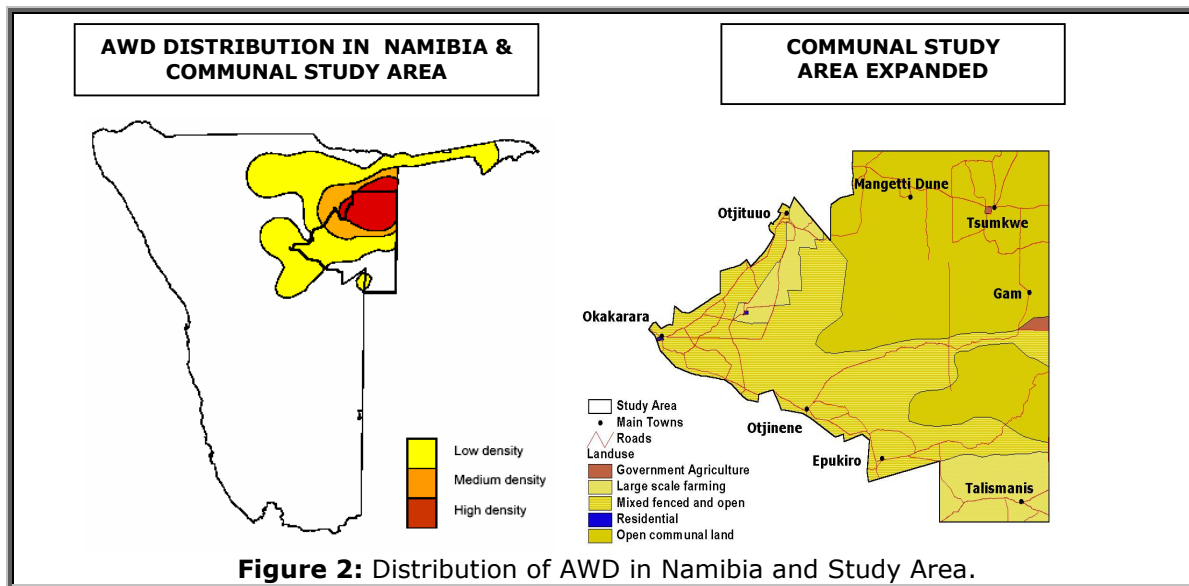 AWD DISTRIBUTION IN NAMIBIA &
COMMUNAL STUDY AREA
COMMUNAL STUDY
AREA EXPANDED
Low density
Medium density
High density
Mangetti Dune
Otjituuo
Tsumkwe
Gam
Okakarara
Otjinene
Epukiro
Talismanis
Study Area
Main Towns
Roads
Landuse
Government Agriculture
Large scale farming
Mixed fenced and open
Residential
Open communal land
Figure 2: Distribution of AWD in Namibia and Study Area.